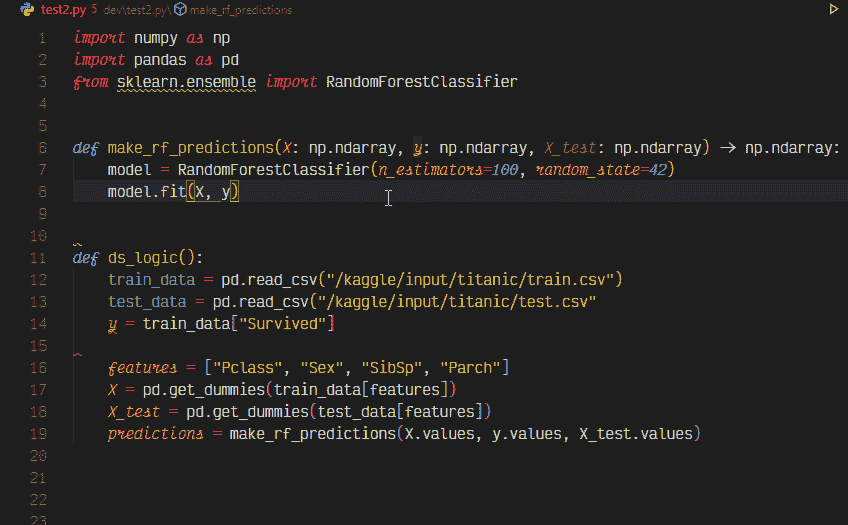 test2.py 5 dev\test2.py\ make_rf_predictions
1 import numpy as np
2 import pandas as pd
3 from sklearn.ensemble import RandomForestClassifier
4
5
6 def make_rf_predictions(X: np.ndarray, y: np.ndarray, X_test: np.ndarray) → np.ndarray:
7 model = RandomForestClassifier(n_estimators=100, random_state=42)
8 model.fit(X, y)
9
10
11 def ds_logic():
12 train_data = pd.read_csv("/kaggle/input/titanic/train.csv")
13 test_data = pd.read_csv("/kaggle/input/titanic/test.csv"
14 y = train_data["Survived"]
15
16 features = ["Pclass", "Sex", "SibSp", "Parch"]
17 X = pd.get_dummies(train_data[features])
18 X_test = pd.get_dummies(test_data[features])
19 predictions = make_rf_predictions(X.values, y.values, X_test.values)
20
21
22
23